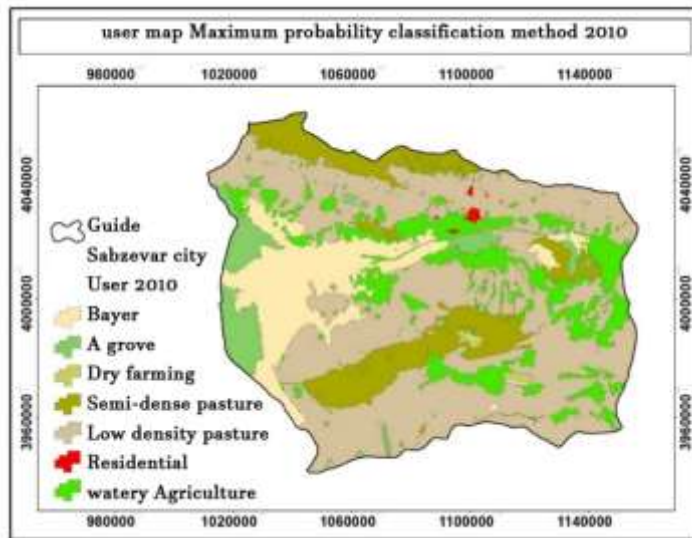 user map Maximum probability classification method 2010
980000 1020000 1060000 1100000 1140000
4040000 4040000
4000000 4000000
3960000 3960000
Guide
Sabzevar city
User 2010
Bayer
A grove
Dry farming
Semi-dense pasture
Low density pasture
Residential
watery Agriculture
980000 1020000 1060000 1100000 1140000